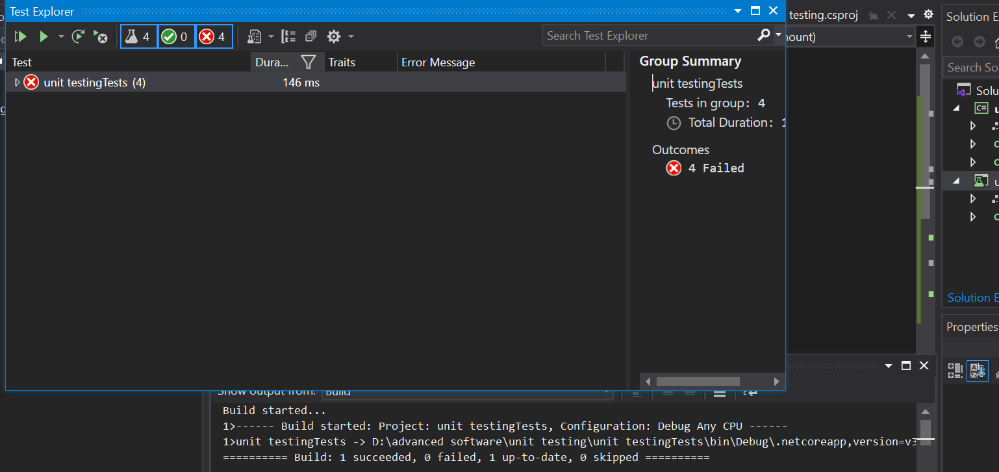 Test Explorer
4 0 4
Search Test Explorer
Test Dura... Traits Error Message
unit testingTests (4) 146 ms
Group Summary
unit testingTests
Tests in group: 4
Total Duration: 1
Outcomes
4 Failed
testing.csproj
ount)
Solution E
Search So
Solu
C#
Solution E
Properties
Show output from: Build
Build started...
1>------ Build started: Project: unit testingTests, Configuration: Debug Any CPU ------
1>unit testingTests -> D:\advanced software\unit testing\unit testingTests\bin\Debug\.netcoreapp,version=v3
========== Build: 1 succeeded, 0 failed, 1 up-to-date, 0 skipped ==========